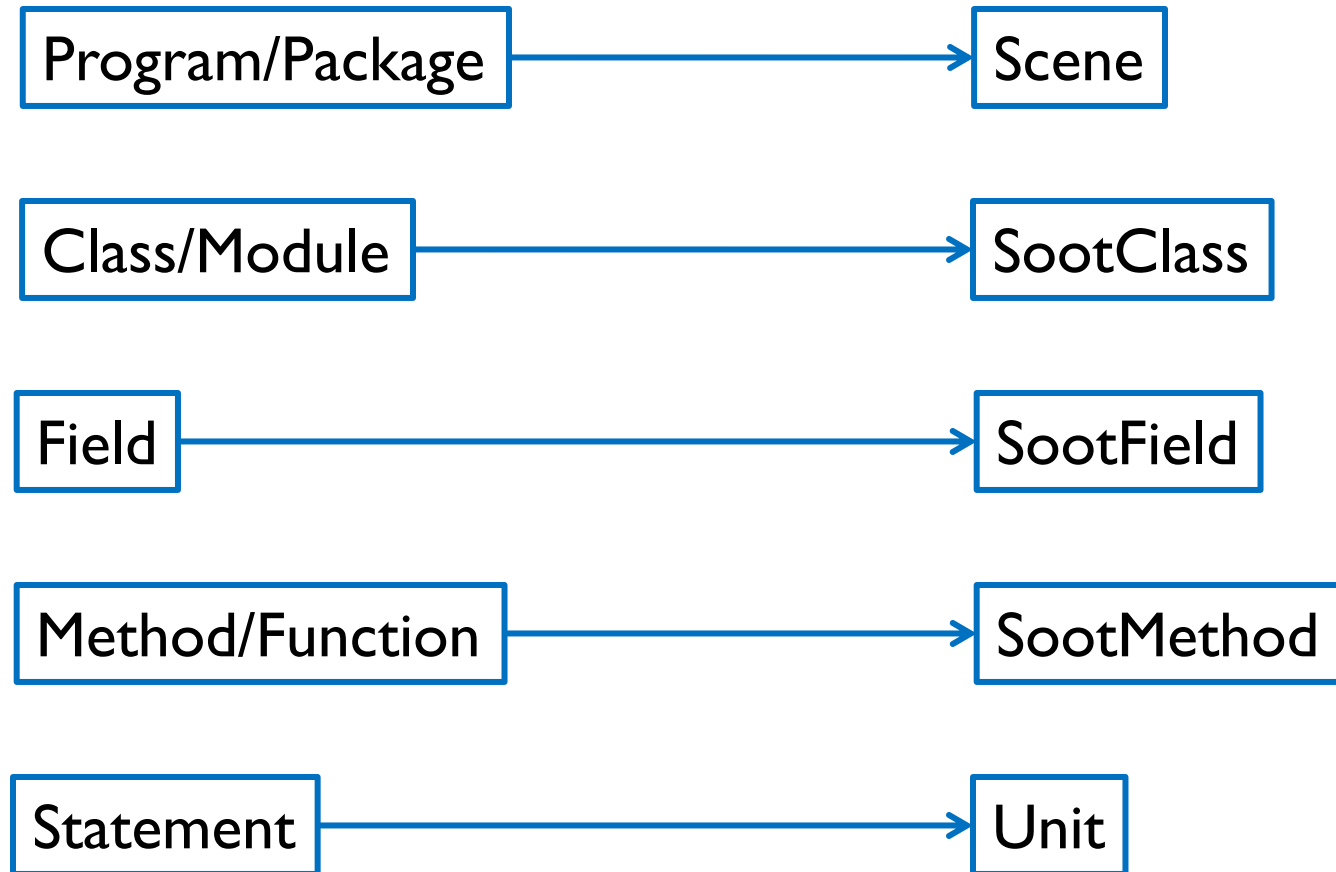 Program/Package
Scene
Class/Module
SootClass
Field
SootField
Method/Function
SootMethod
Statement
Unit